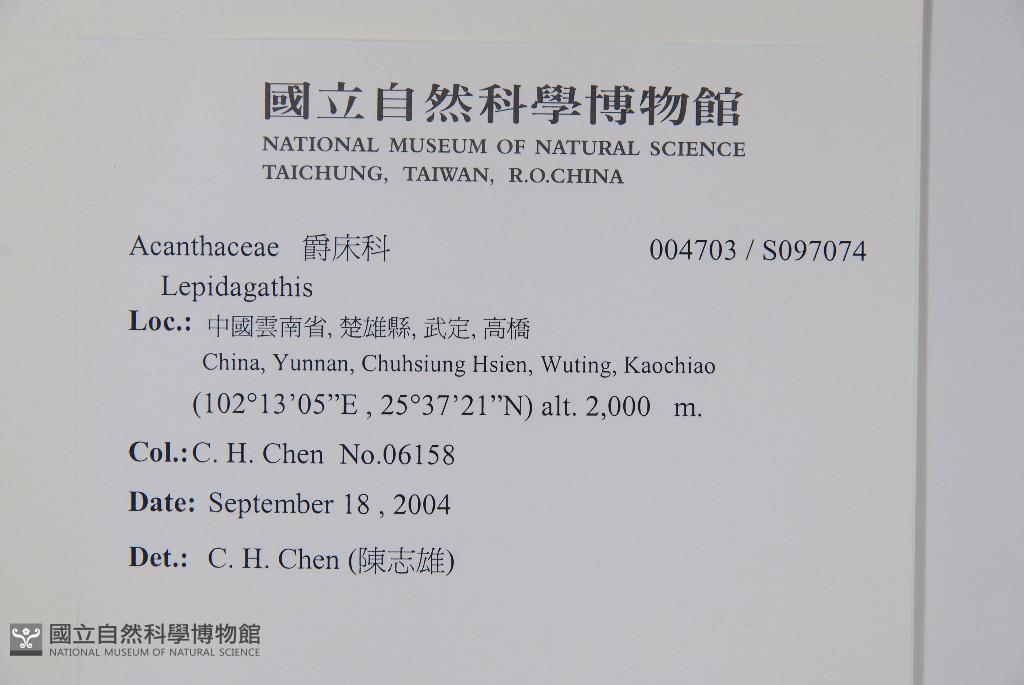 國立自然科學博物館
NATIONAL MUSEUM OF NATURAL SCIENCE
TAICHUNG, TAIWAN, R.O.CHINA
Acanthaceae 爵床科 004703 / S097074
Lepidagathis
Loc.: 中國雲南省, 楚雄縣, 武定, 高橋
China, Yunnan, Chuhsiung Hsien, Wuting, Kaochiao
(102°13’05”E , 25°37’21”N) alt. 2,000 m.
Col.: C. H. Chen No.06158
Date: September 18 , 2004
Det.: C. H. Chen (陳志雄)
國立自然科學博物館
NATIONAL MUSEUM OF NATURAL SCIENCE